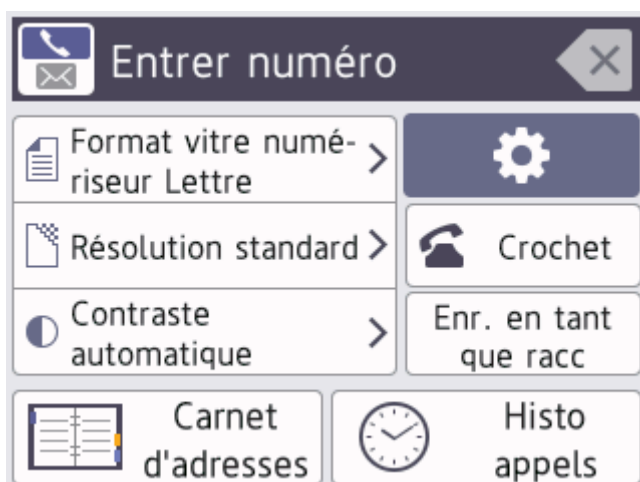 Entrer numéro
Format vitre numé-
riseur Lettre
Résolution standard
Crochet
Contraste
automatique
Enr. en tant
que racc
Carnet
d'adresses
Histo
appels